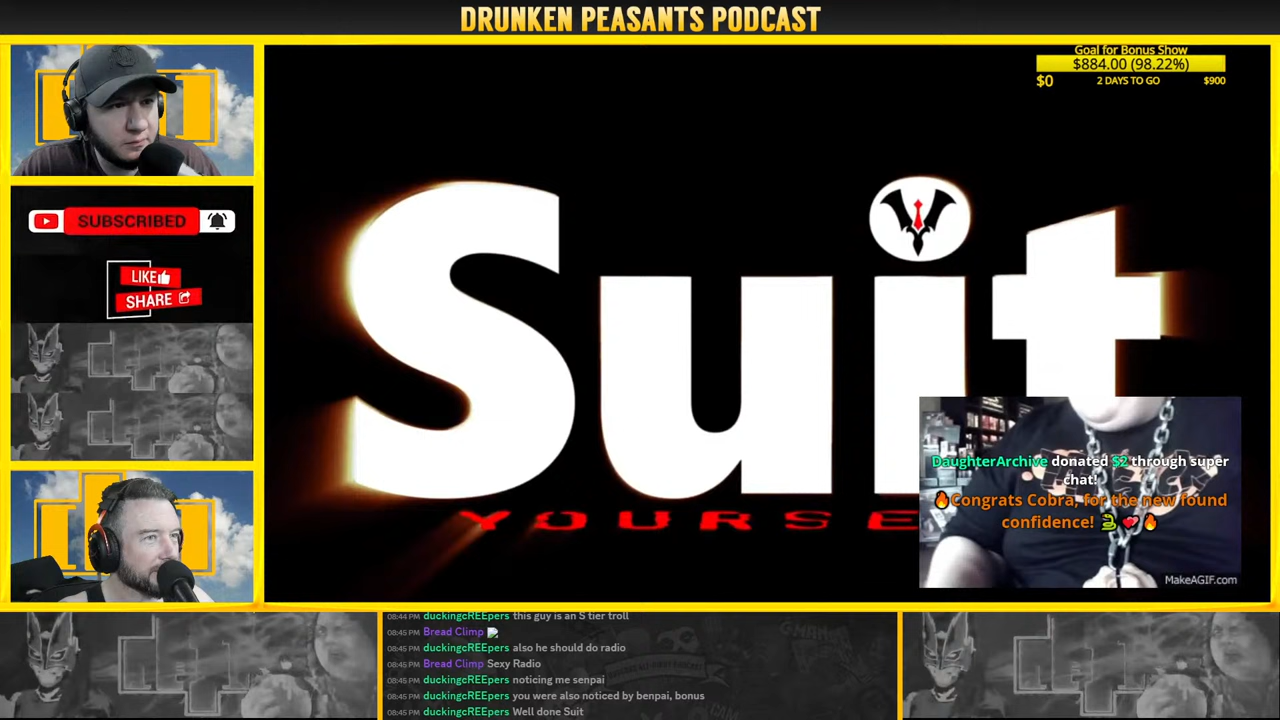 DRUNKEN PEASANTS PODCAST
Goal for Bonus Show
$884.00 (98.22%)
$0 2 DAYS TO GO $900
SUBSCRIBED
LIKE
SHARE
Suit
YOURSE
DaughterArchive donated $2 through super
chat!
🔥Congrats Cobra, for the new found
confidence! 🐍💓🔥
MakeAGIF.com
08:44 PM duckingcREEpers this guy is an S tier troll
08:45 PM Bread Climp
08:45 PM duckingcREEpers also he should do radio
08:45 PM Bread Climp Sexy Radio
08:45 PM duckingcREEpers noticing me senpai
08:45 PM duckingcREEpers you were also noticed by benpai, bonus
08:45 PM duckingcREEpers Well done Suit